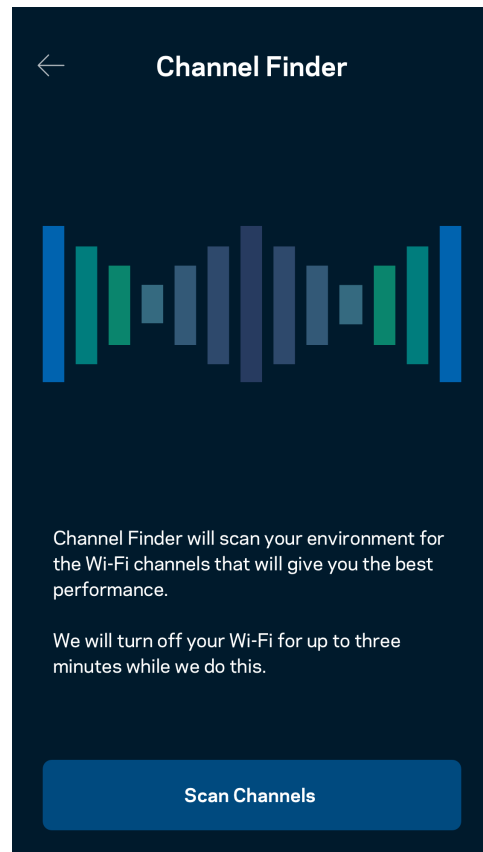 Channel Finder
Channel Finder will scan your environment for
the Wi-Fi channels that will give you the best
performance.
We will turn off your Wi-Fi for up to three
minutes while we do this.
Scan Channels